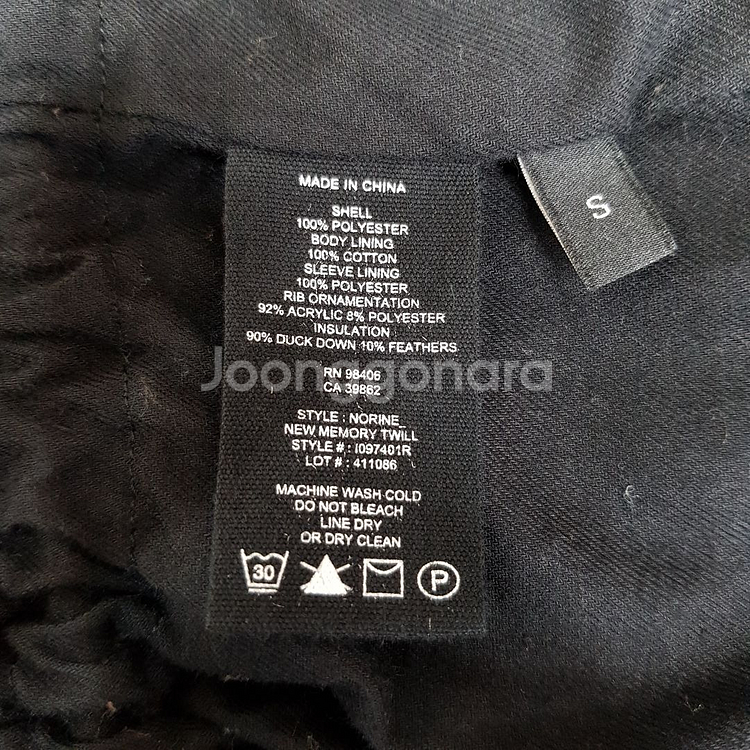 MADE IN CHINA
SHELL
100% POLYESTER
BODY LINING
100% COTTON
SLEEVE LINING
100% POLYESTER
RIB ORNAMENTATION
92% ACRYLIC 8% POLYESTER
INSULATION
90% DUCK DOWN 10% FEATHERS
RN 98406
CA 39862
STYLE : NORINE_
NEW MEMORY TWILL
STYLE # : I097401R
LOT # : 411086
MACHINE WASH COLD
DO NOT BLEACH
LINE DRY
OR DRY CLEAN
30 P
S
Joonggonara